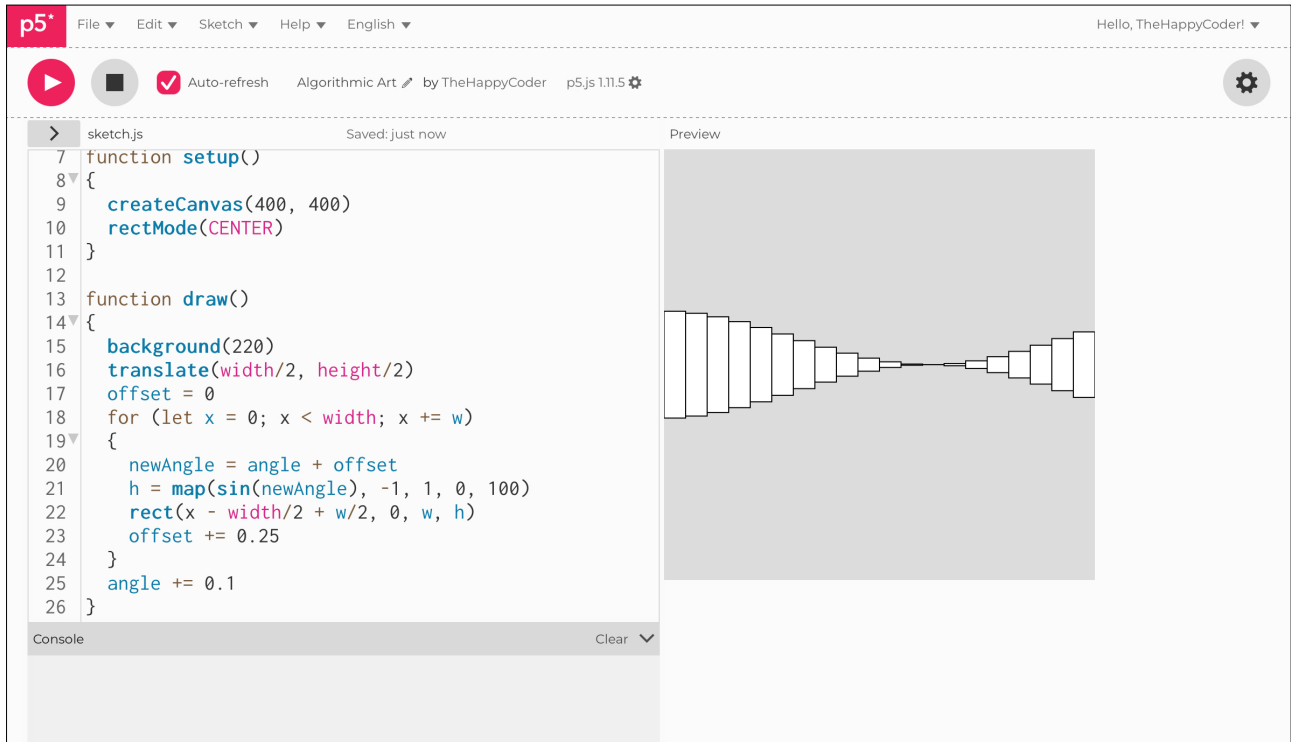 p5* File Edit Sketch Help English Hello, TheHappyCoder!
Auto-refresh Algorithmic Art by TheHappyCoder p5.js 1.11.5
sketch.js Saved: just now Preview
7 function setup()
8 {
9 createCanvas(400, 400)
10 rectMode(CENTER)
11 }
12
13 function draw()
14 {
15 background(220)
16 translate(width/2, height/2)
17 offset = 0
18 for (let x = 0; x < width; x += w)
19 {
20 newAngle = angle + offset
21 h = map(sin(newAngle), -1, 1, 0, 100)
22 rect(x - width/2 + w/2, 0, w, h)
23 offset += 0.25
24 }
25 angle += 0.1
26 }
Console Clear